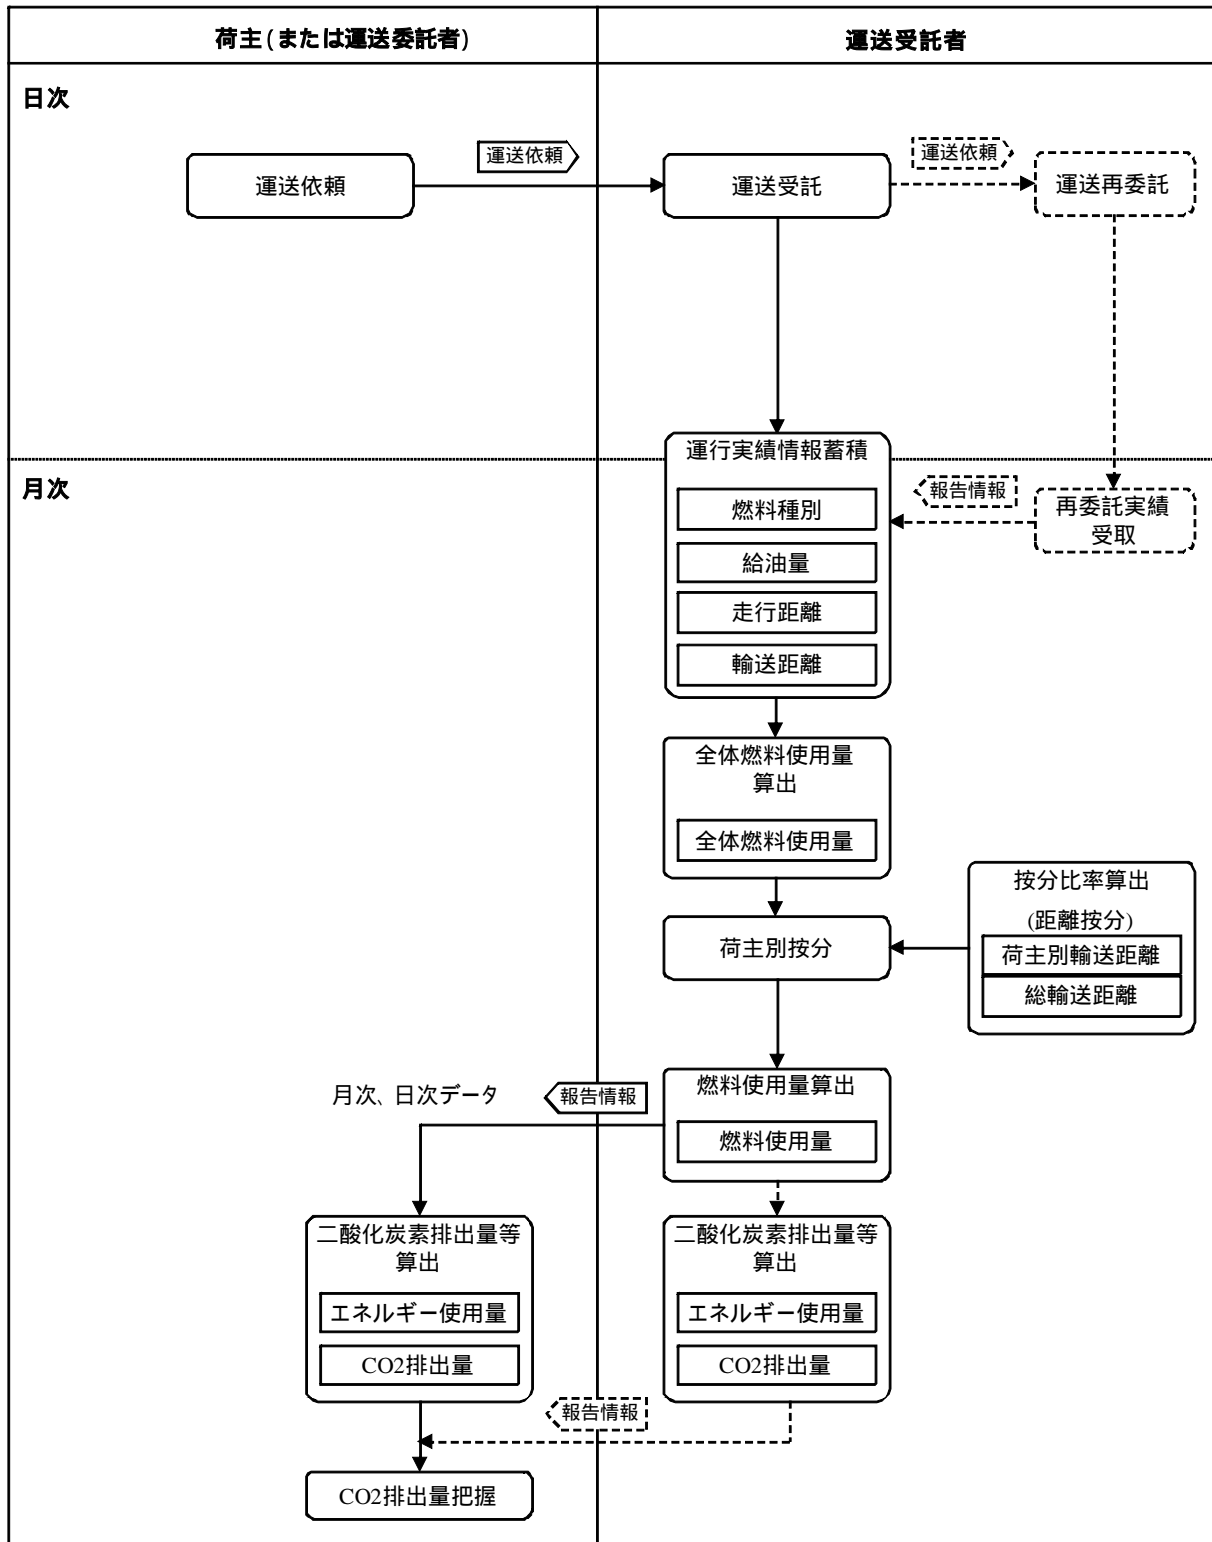 荷主(または運送委託者)
運送受託者
日次
運送依頼
運送依頼
運送依頼
運送受託
運送再委託
運行実績情報蓄積
月次
燃料種別
報告情報
再委託実績
受取
給油量
走行距離
輸送距離
全体燃料使用量
算出
全体燃料使用量
按分比率算出
(距離按分)
荷主別按分
荷主別輸送距離
総輸送距離
月次、日次データ
報告情報
燃料使用量算出
燃料使用量
二酸化炭素排出量等
算出
エネルギー使用量
CO2排出量
二酸化炭素排出量等
算出
エネルギー使用量
CO2排出量
報告情報
CO2排出量把握